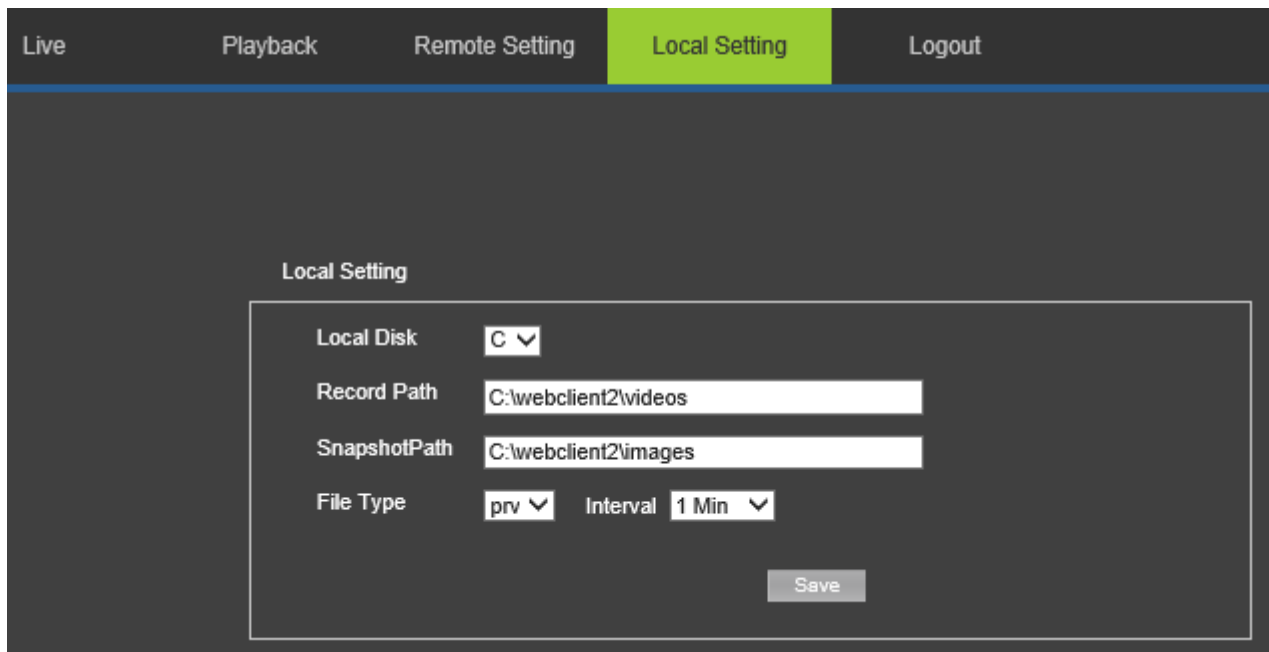 Live Playback Remote Setting Local Setting Logout
Local Setting
Local Disk C
Record Path C:\webclient2\videos
SnapshotPath C:\webclient2\images
File Type prv Interval 1 Min
Save